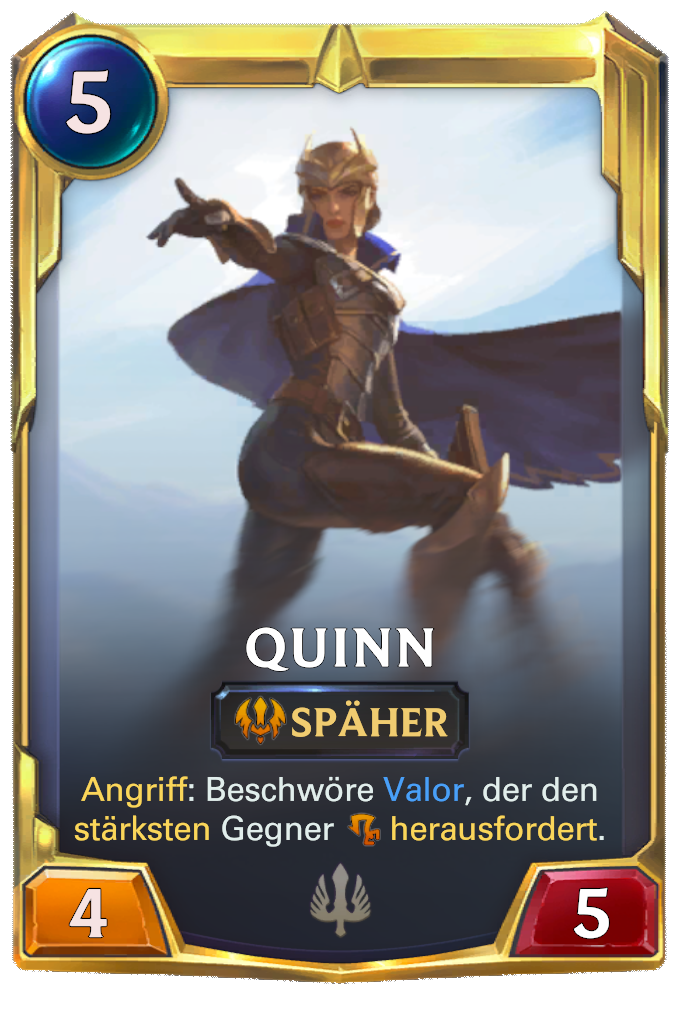 5
QUINN
SPÄHER
Angriff: Beschwöre Valor, der den
stärksten Gegner herausfordert.
4
5